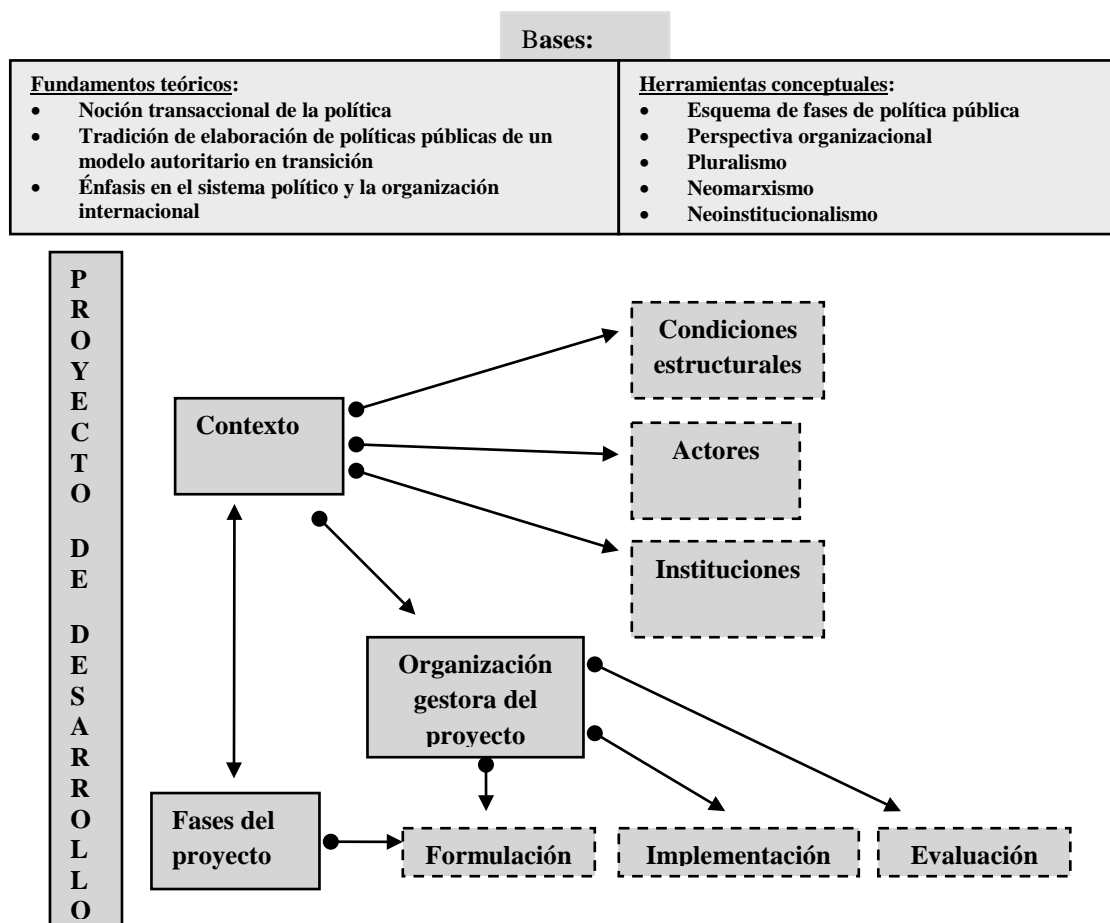 Bases:
Fundamentos teóricos:
• Noción transaccional de la política
• Tradición de elaboración de políticas públicas de un
modelo autoritario en transición
• Énfasis en el sistema político y la organización
internacional
Herramientas conceptuales:
• Esquema de fases de política pública
• Perspectiva organizacional
• Pluralismo
• Neomarxismo
• Neoinstitucionalismo
P
R
O
Y
E
C
T
O
D
E
D
E
S
A
R
R
O
L
L
O
Condiciones
estructurales
Contexto
Actores
Instituciones
Organización
gestora del
proyecto
Fases del
proyecto
Formulación
Implementación
Evaluación